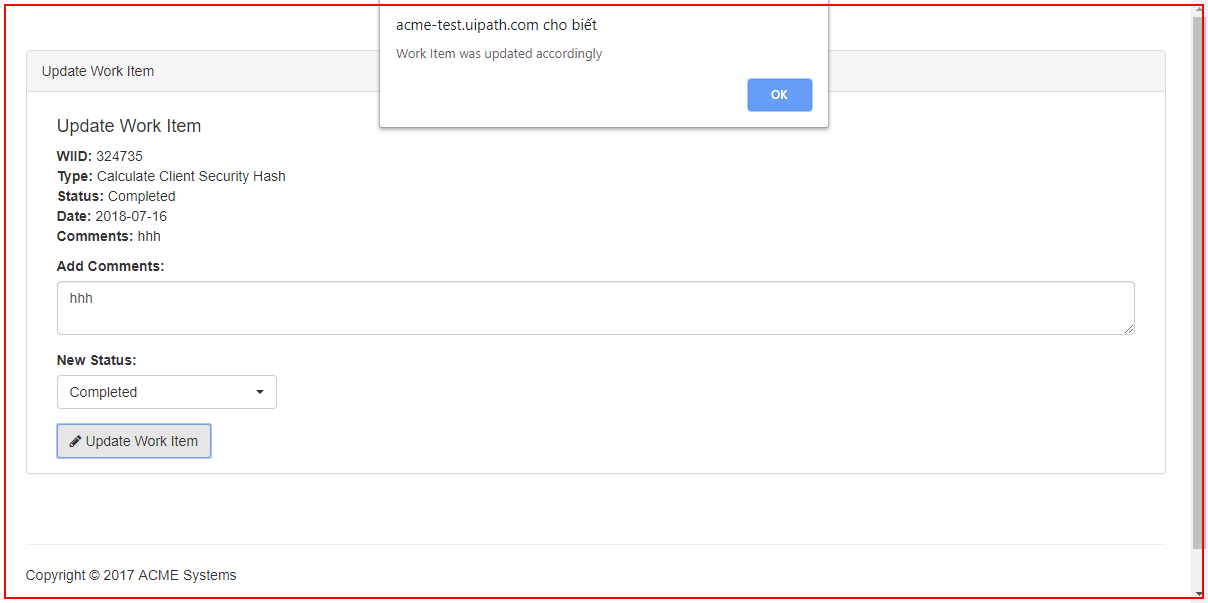 acme-test.uipath.com cho biết
Work Item was updated accordingly
OK
Update Work Item
Update Work Item
WIID: 324735
Type: Calculate Client Security Hash
Status: Completed
Date: 2018-07-16
Comments: hhh
Add Comments:
hhh
New Status:
Completed
Update Work Item
Copyright © 2017 ACME Systems